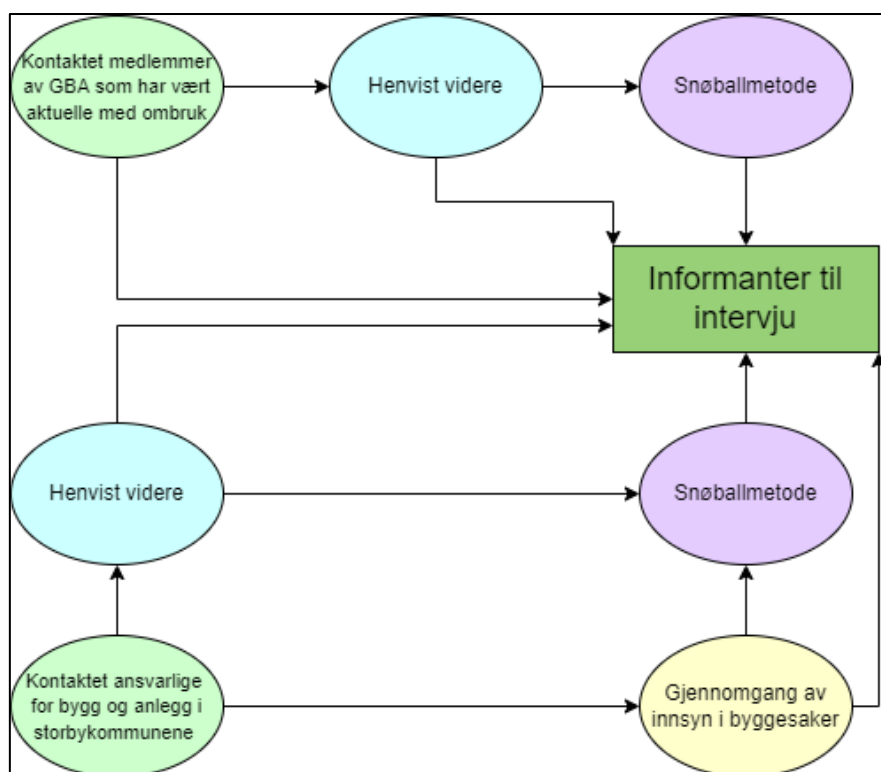 Kontaktet medlemmer
av GBA som har vært
aktuelle med ombruk
Henvist videre
Snøballmetode
Informanter til
intervju
Henvist videre
Snøballmetode
Kontaktet ansvarlige
for bygg og anlegg i
storbykommunene
Gjennomgang av
innsyn i byggesaker